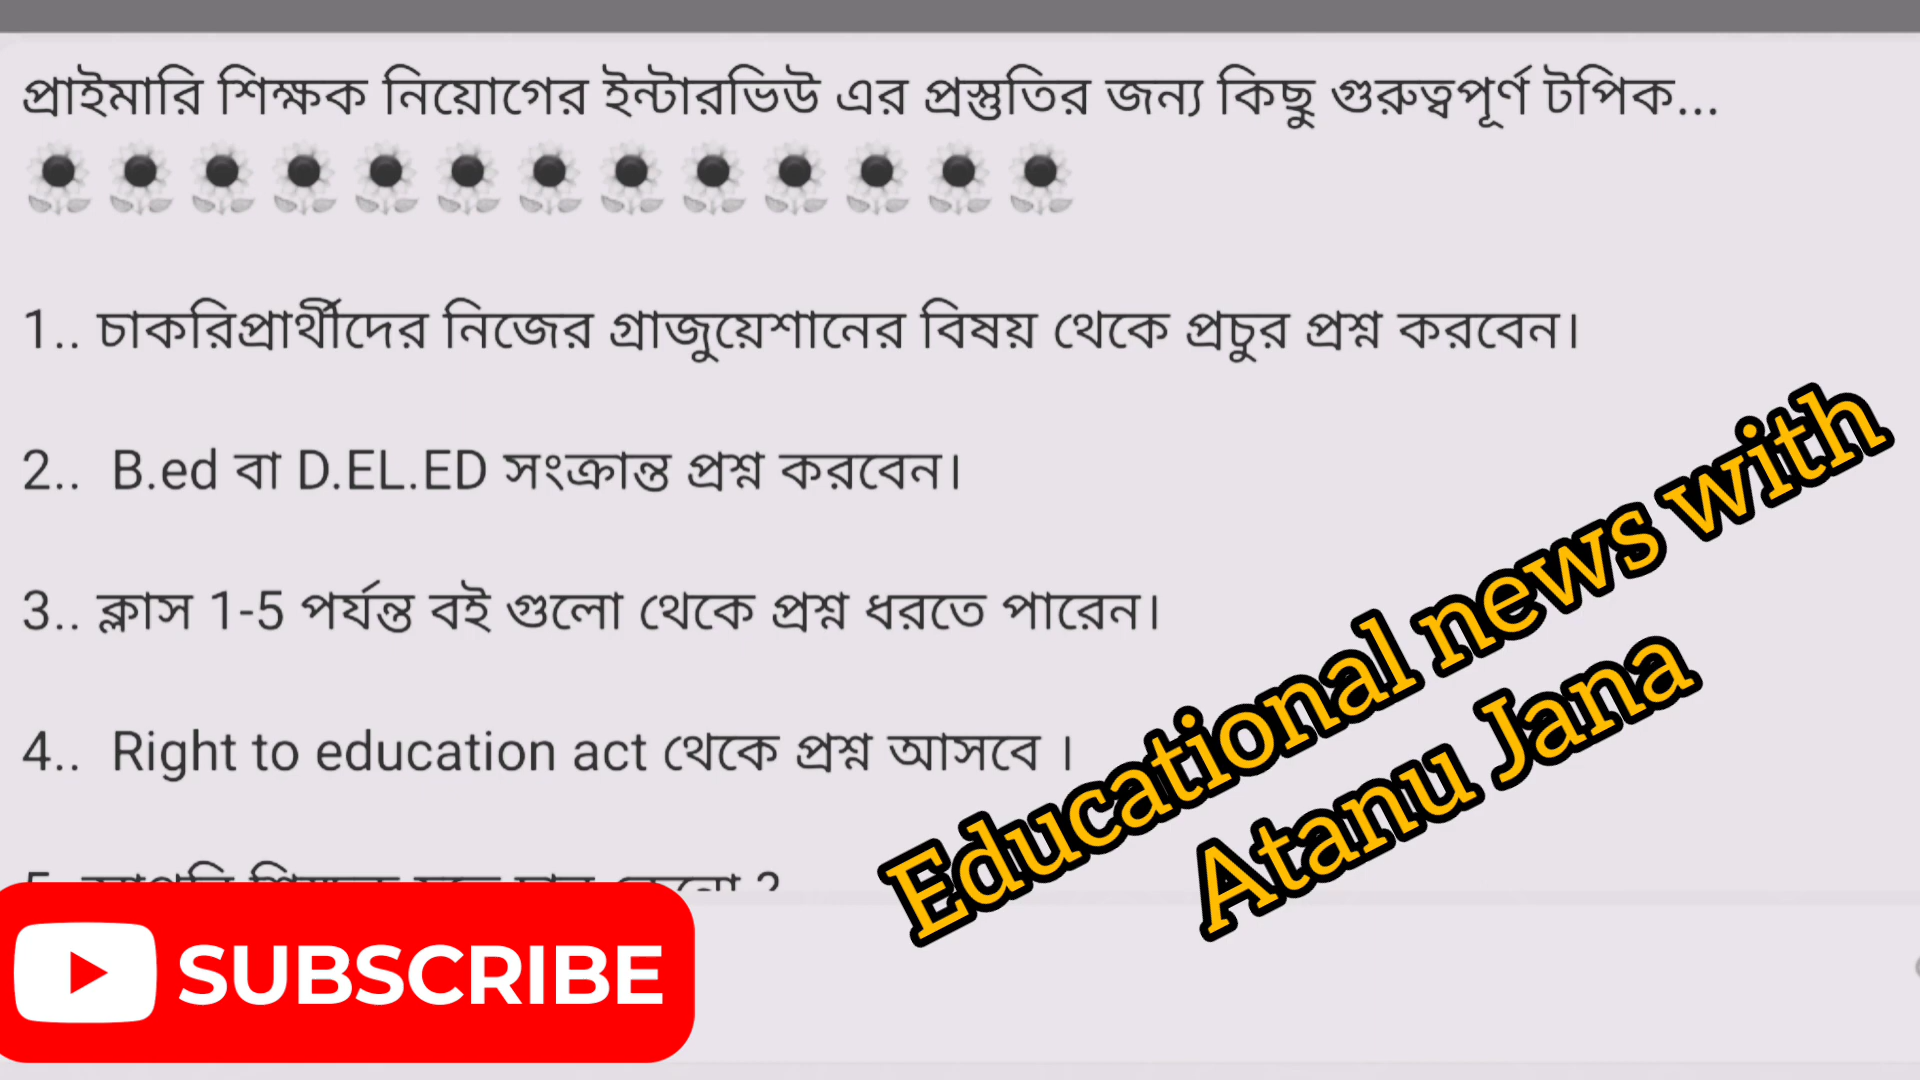 প্রাইমারি শিক্ষক নিয়োগের ইন্টারভিউ এর প্রস্তুতির জন্য কিছু গুরুত্বপূর্ণ টপিক...
1.. চাকরিপ্রার্থীদের নিজের গ্রাজুয়েশানের বিষয় থেকে প্রচুর প্রশ্ন করবেন।
2.. B.ed বা D.EL.ED সংক্রান্ত প্রশ্ন করবেন।
3.. ক্লাস 1-5 পর্যন্ত বই গুলো থেকে প্রশ্ন ধরতে পারেন।
4.. Right to education act থেকে প্রশ্ন আসবে ।
Educational news with
Atanu Jana
SUBSCRIBE